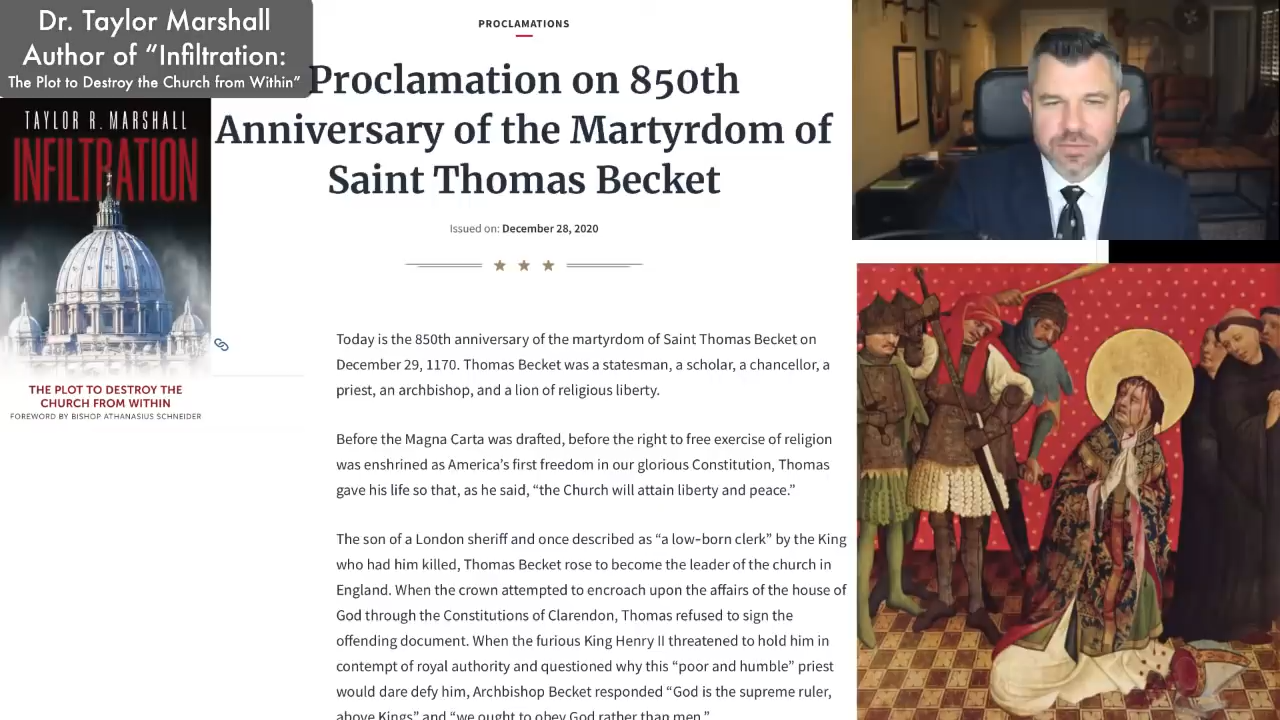 Dr. Taylor Marshall
Author of “Infiltration:
The Plot to Destroy the Church from Within”
TAYLOR R. MARSHALL
INFILTRATION
THE PLOT TO DESTROY THE
CHURCH FROM WITHIN
FOREWORD BY BISHOP ATHANASIUS SCHNEIDER
PROCLAMATIONS
Proclamation on 850th
Anniversary of the Martyrdom of
Saint Thomas Becket
Issued on: December 28, 2020
Today is the 850th anniversary of the martyrdom of Saint Thomas Becket on
December 29, 1170. Thomas Becket was a statesman, a scholar, a chancellor, a
priest, an archbishop, and a lion of religious liberty.
Before the Magna Carta was drafted, before the right to free exercise of religion
was enshrined as America’s first freedom in our glorious Constitution, Thomas
gave his life so that, as he said, “the Church will attain liberty and peace.”
The son of a London sheriff and once described as “a low-born clerk” by the King
who had him killed, Thomas Becket rose to become the leader of the church in
England. When the crown attempted to encroach upon the affairs of the house of
God through the Constitutions of Clarendon, Thomas refused to sign the
offending document. When the furious King Henry II threatened to hold him in
contempt of royal authority and questioned why this “poor and humble” priest
would dare defy him, Archbishop Becket responded “God is the supreme ruler,
above Kings” and “we ought to obey God rather than men.”